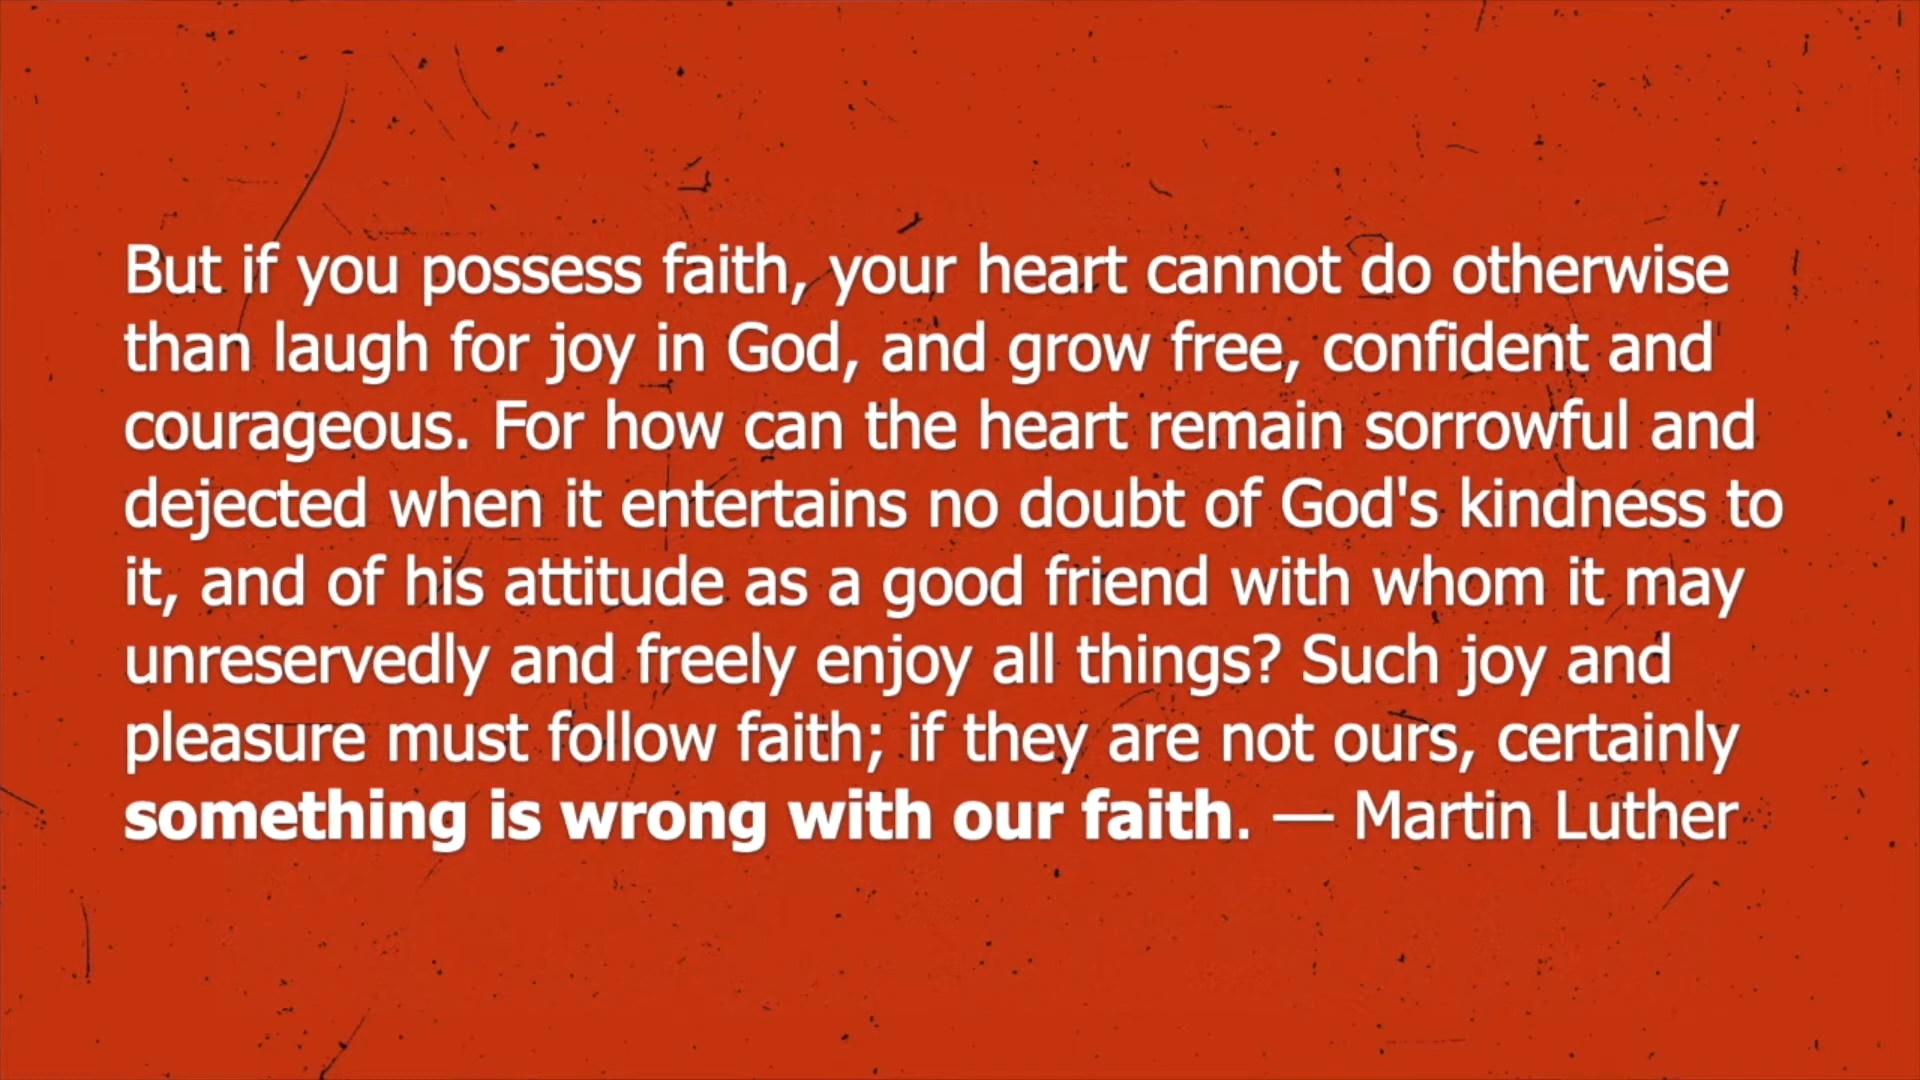 But if you possess faith, your heart cannot do otherwise
than laugh for joy in God, and grow free, confident and
courageous. For how can the heart remain sorrowful and
dejected when it entertains no doubt of God's kindness to
it, and of his attitude as a good friend with whom it may
unreservedly and freely enjoy all things? Such joy and
pleasure must follow faith; if they are not ours, certainly
something is wrong with our faith. — Martin Luther